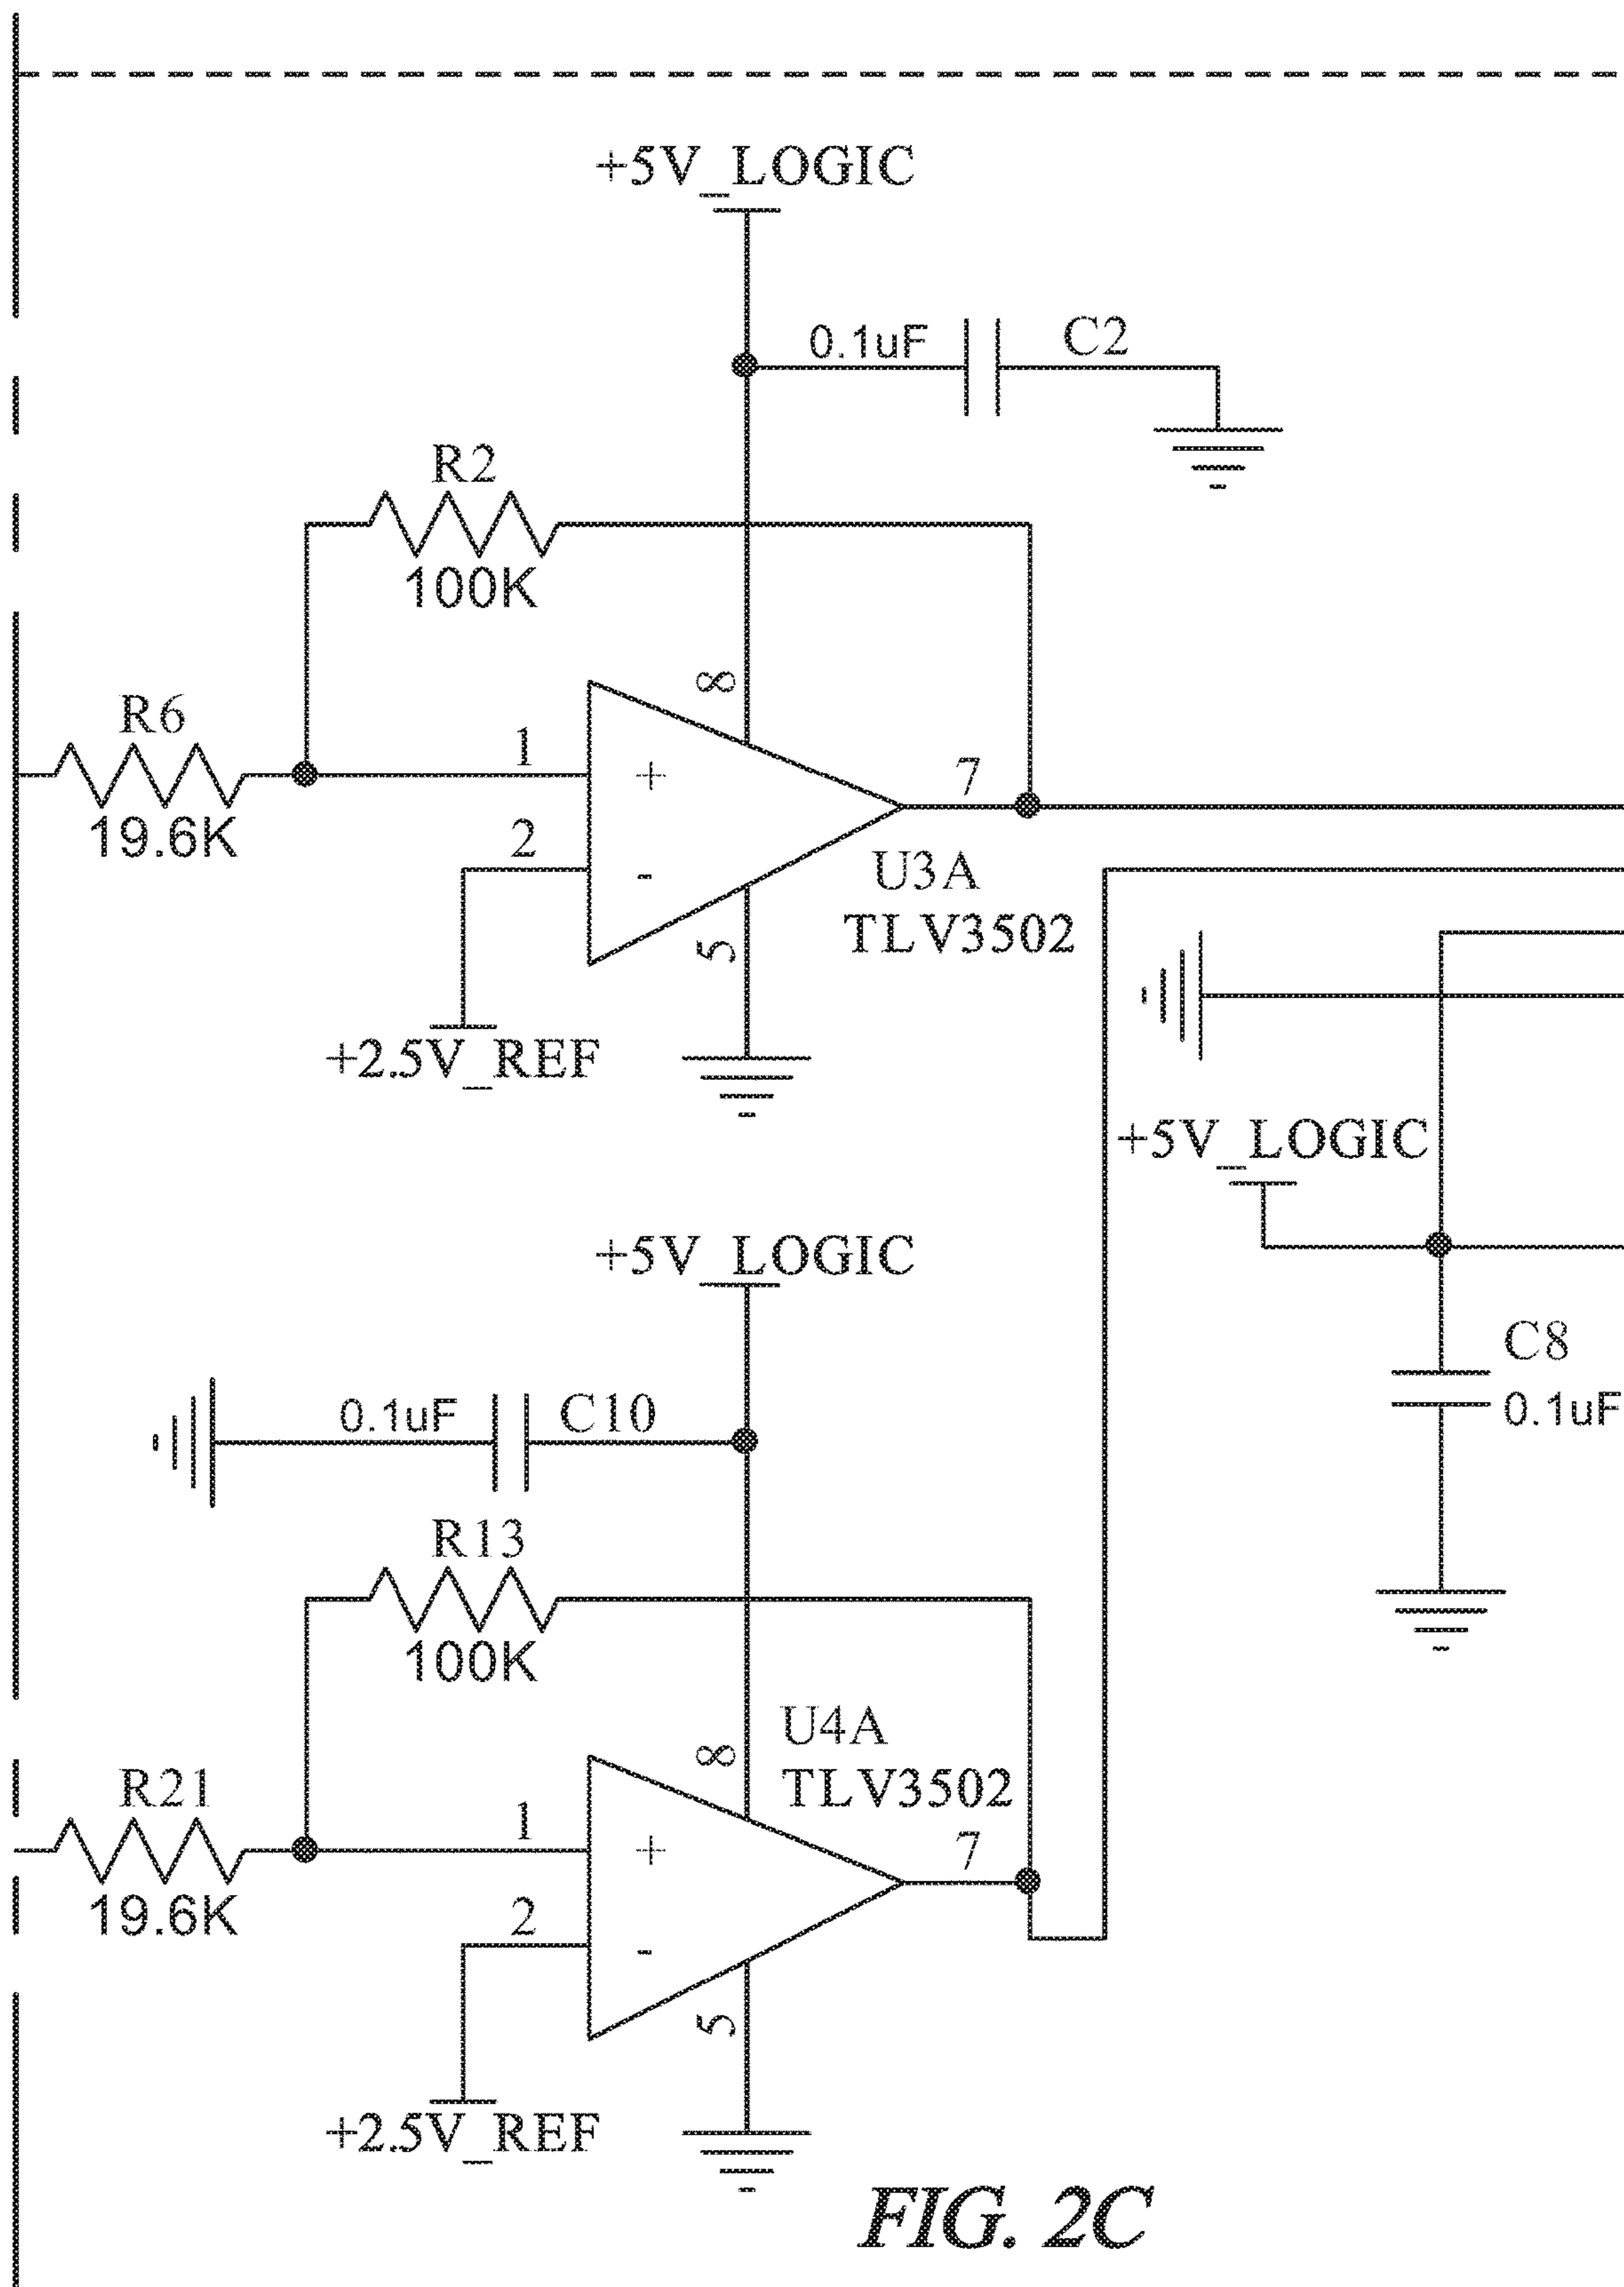 +5V_LOGIC
0.1uF
C2
R2
100K
8
R6
19.6K
1
+
7
2
-
U3A
TLV3502
5
+2.5V_REF
+5V_LOGIC
+5V_LOGIC
C8
0.1uF
0.1uF
C10
R13
100K
U4A
TLV3502
8
R21
19.6K
1
+
7
2
-
5
+2.5V_REF
FIG. 2C